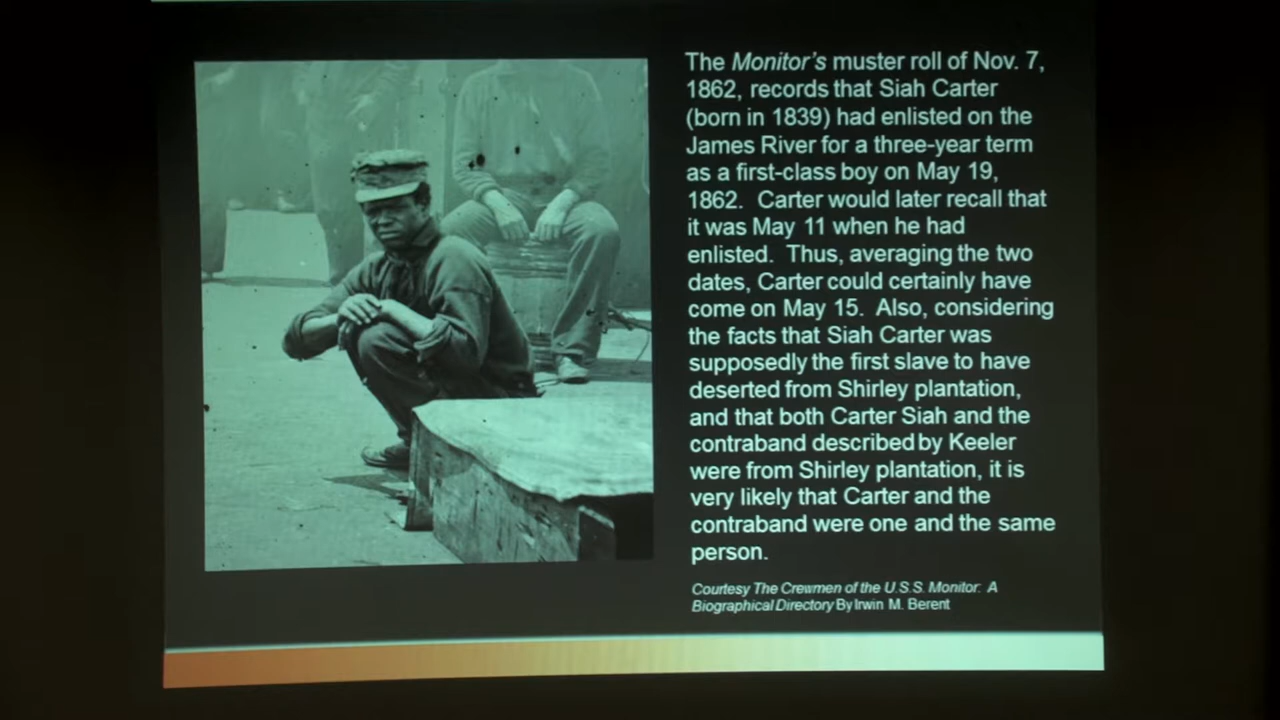 The Monitor's muster roll of Nov. 7,
1862, records that Siah Carter
(born in 1839) had enlisted on the
James River for a three-year term
as a first-class boy on May 19,
1862.  Carter would later recall that
it was May 11 when he had
enlisted.  Thus, averaging the two
dates, Carter could certainly have
come on May 15.  Also, considering
the facts that Siah Carter was
supposedly the first slave to have
deserted from Shirley plantation,
and that both Carter Siah and the
contraband described by Keeler
were from Shirley plantation, it is
very likely that Carter and the
contraband were one and the same
person.
Courtesy The Crewmen of the U.S.S. Monitor:  A
Biographical Directory By Irwin M. Berent